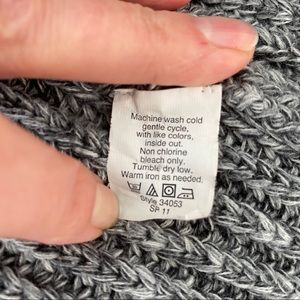 Machine wash cold
gentle cycle,
with like colors,
inside out.
Non chlorine
bleach only.
Tumble dry low.
Warm iron as needed.
Style 34053
SP 11